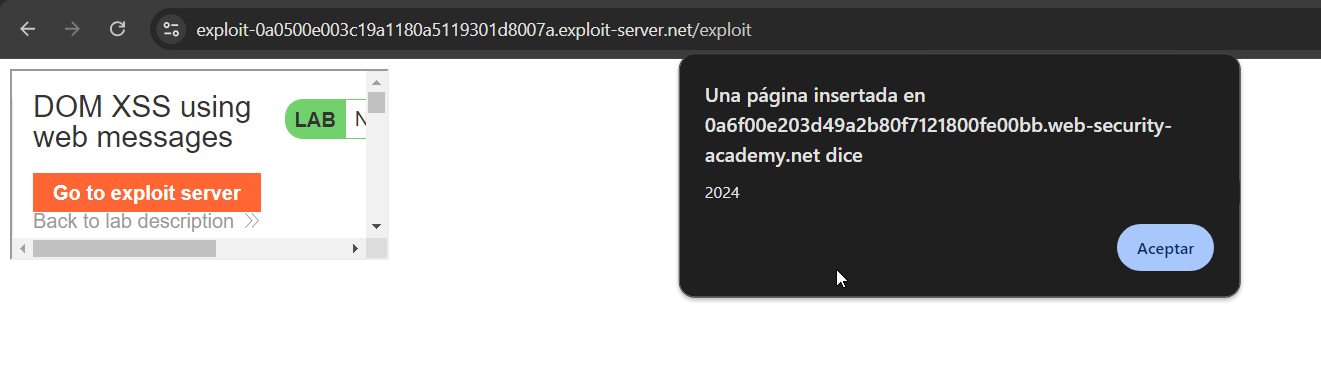 exploit-0a0500e003c19a1180a5119301d8007a.exploit-server.net/exploit
DOM XSS using
web messages
LAB
N
Go to exploit server
Back to lab description
Una página insertada en
0a6f00e203d49a2b80f7121800fe00bb.web-security-
academy.net dice
2024
Aceptar